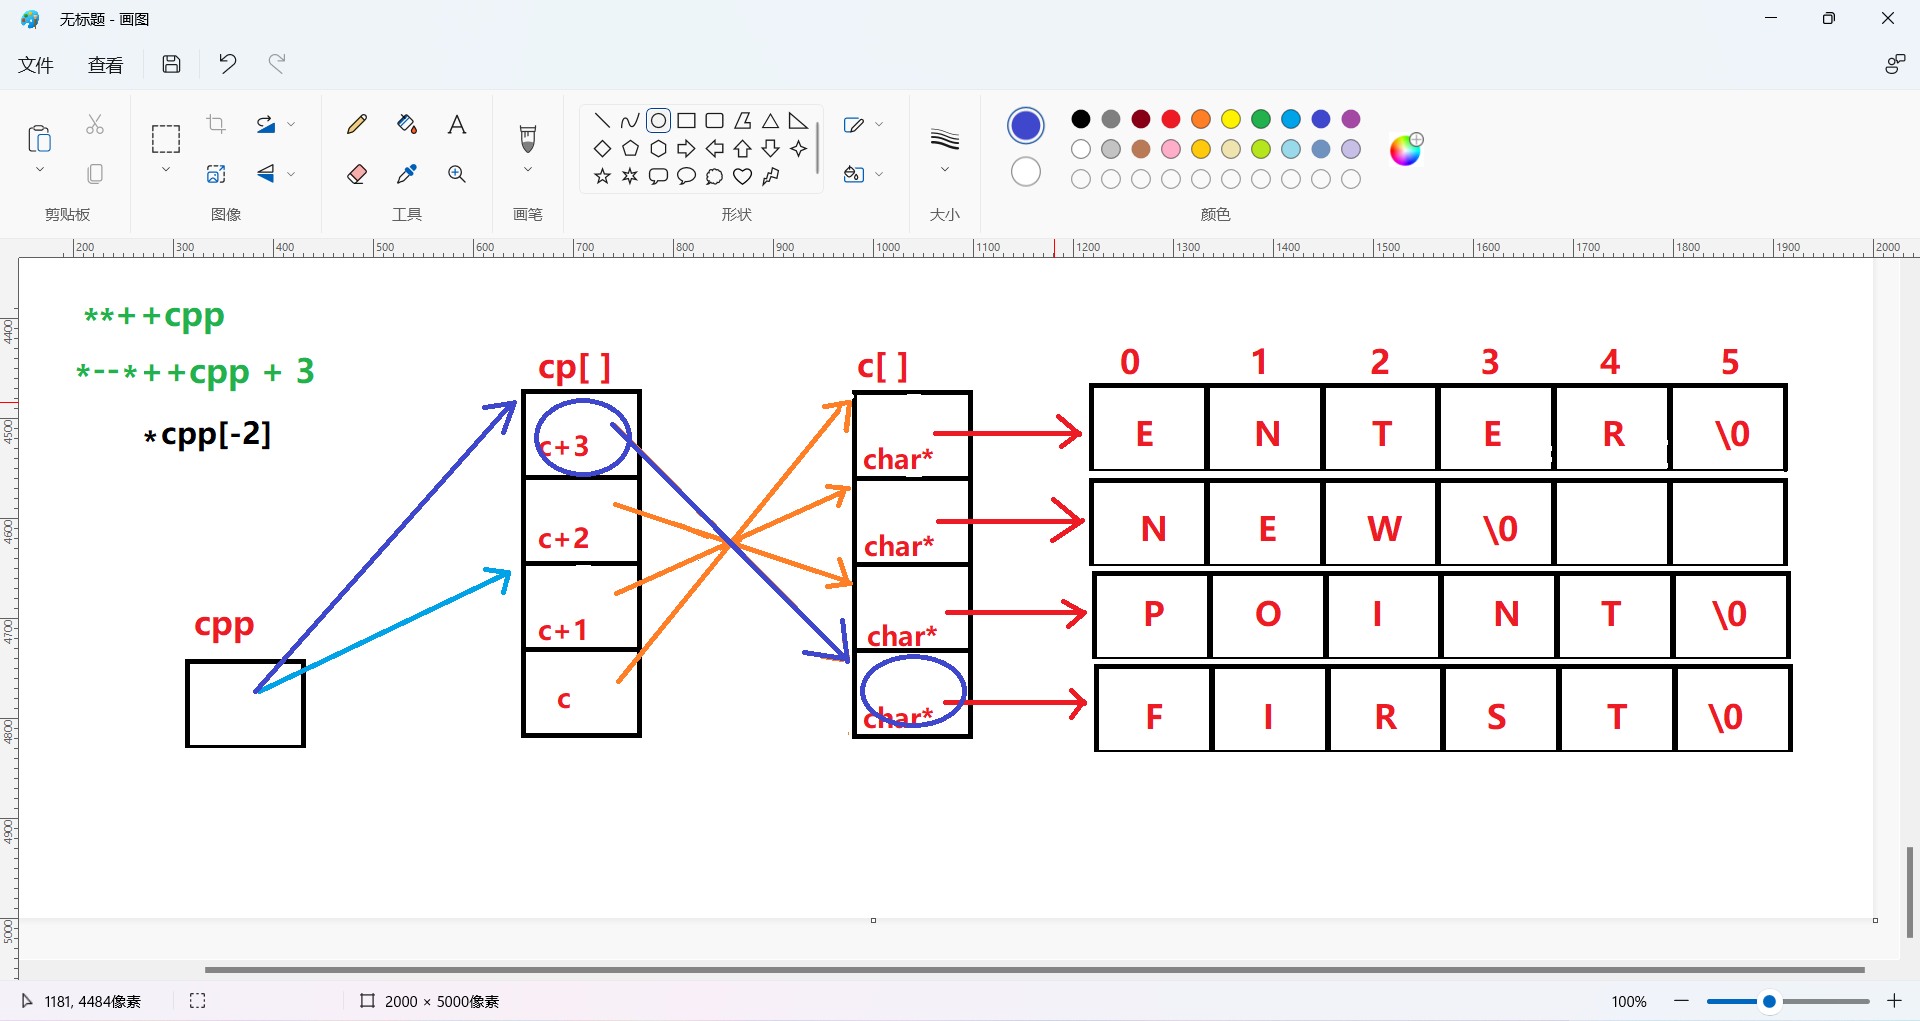 无标题 - 画图
文件 查看
剪贴板 图像 工具 画笔 形状 大小 颜色
200 300 400 500 600 700 800 900 1000 1100 1200 1300 1400 1500 1600 1700 1800 1900 2000
4400
4500
4600
4700
4800
4900
5000
**++cpp
*--*++cpp + 3
*cpp[-2]
cpp
cp[ ]
c+3
c+2
c+1
c
c[ ]
char*
char*
char*
char*
0 1 2 3 4 5
E N T E R \0
N E W \0
P O I N T \0
F I R S T \0
1181, 4484像素 2000 × 5000像素 100%